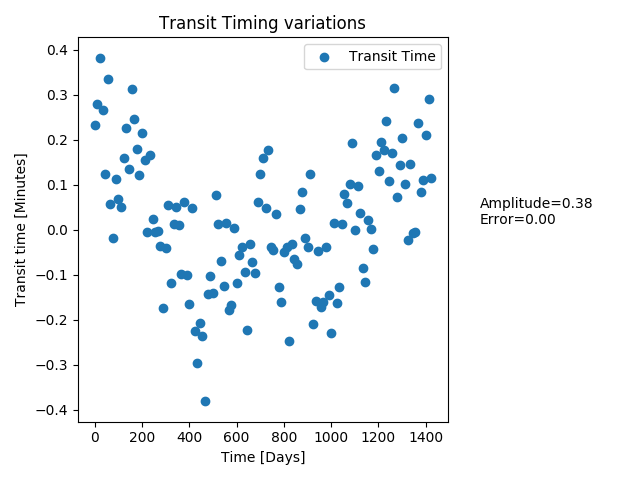 Transit Timing variations
Transit Time
Transit time [Minutes]
0.4
0.3
0.2
0.1
0.0
−0.1
−0.2
−0.3
−0.4
0 200 400 600 800 1000 1200 1400
Time [Days]
Amplitude=0.38
Error=0.00